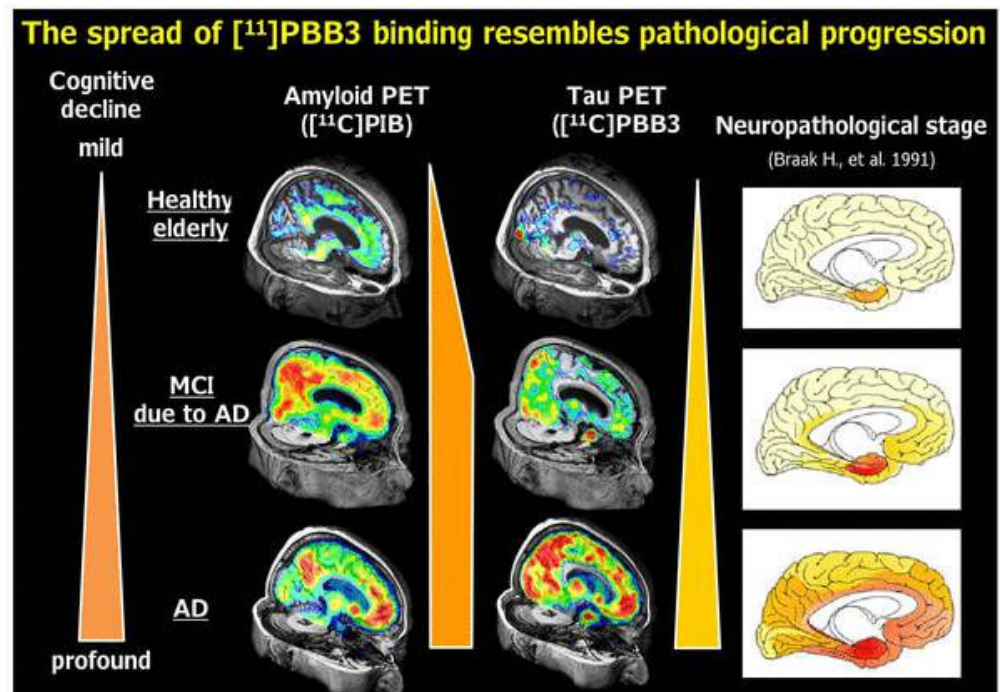 The spread of [¹¹]PBB3 binding resembles pathological progression
Cognitive
decline
mild
Amyloid PET
([¹¹C]PIB)
Tau PET
([¹¹C]PBB3
Neuropathological stage
(Braak H., et al. 1991)
Healthy
elderly
MCI
due to AD
AD
profound